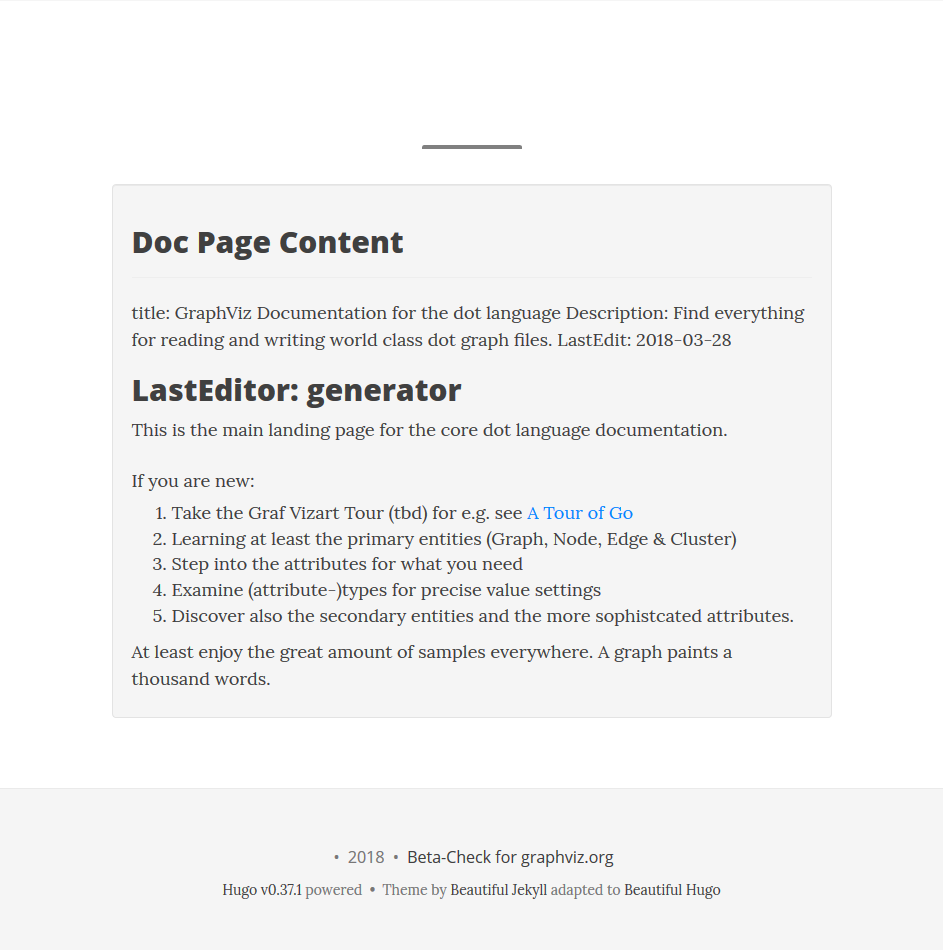 Doc Page Content
title: GraphViz Documentation for the dot language Description: Find everything
for reading and writing world class dot graph files. LastEdit: 2018-03-28
LastEditor: generator
This is the main landing page for the core dot language documentation.
If you are new:
1. Take the Graf Vizart Tour (tbd) for e.g. see A Tour of Go
2. Learning at least the primary entities (Graph, Node, Edge & Cluster)
3. Step into the attributes for what you need
4. Examine (attribute-)types for precise value settings
5. Discover also the secondary entities and the more sophistcated attributes.
At least enjoy the great amount of samples everywhere. A graph paints a
thousand words.
• 2018 • Beta-Check for graphviz.org
Hugo v0.37.1 powered • Theme by Beautiful Jekyll adapted to Beautiful Hugo